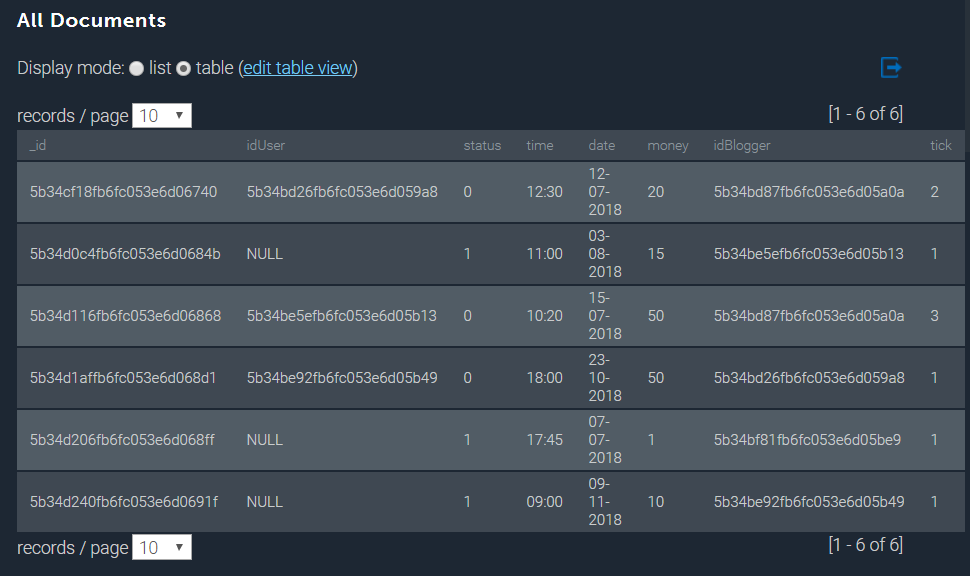 All Documents
Display mode: list table (edit table view)
records / page 10 [1 - 6 of 6]
_id idUser status time date money idBlogger tick
5b34cf18fb6fc053e6d06740 5b34bd26fb6fc053e6d059a8 0 12:30 12-07-2018 20 5b34bd87fb6fc053e6d05a0a 2
5b34d0c4fb6fc053e6d0684b NULL 1 11:00 03-08-2018 15 5b34be5efb6fc053e6d05b13 1
5b34d116fb6fc053e6d06868 5b34be5efb6fc053e6d05b13 0 10:20 15-07-2018 50 5b34bd87fb6fc053e6d05a0a 3
5b34d1affb6fc053e6d068d1 5b34be92fb6fc053e6d05b49 0 18:00 23-10-2018 50 5b34bd26fb6fc053e6d059a8 1
5b34d206fb6fc053e6d068ff NULL 1 17:45 07-07-2018 1 5b34bf81fb6fc053e6d05be9 1
5b34d240fb6fc053e6d0691f NULL 1 09:00 09-11-2018 10 5b34be92fb6fc053e6d05b49 1
records / page 10 [1 - 6 of 6]